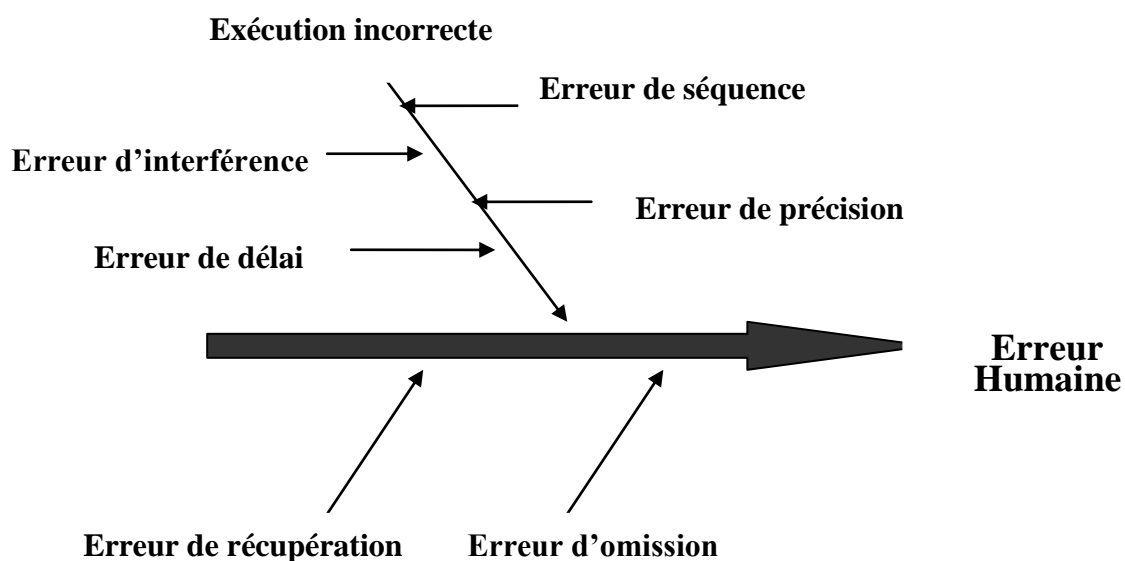 Exécution incorrecte
Erreur de séquence
Erreur d’interférence
Erreur de précision
Erreur de délai
Erreur
Humaine
Erreur de récupération
Erreur d’omission